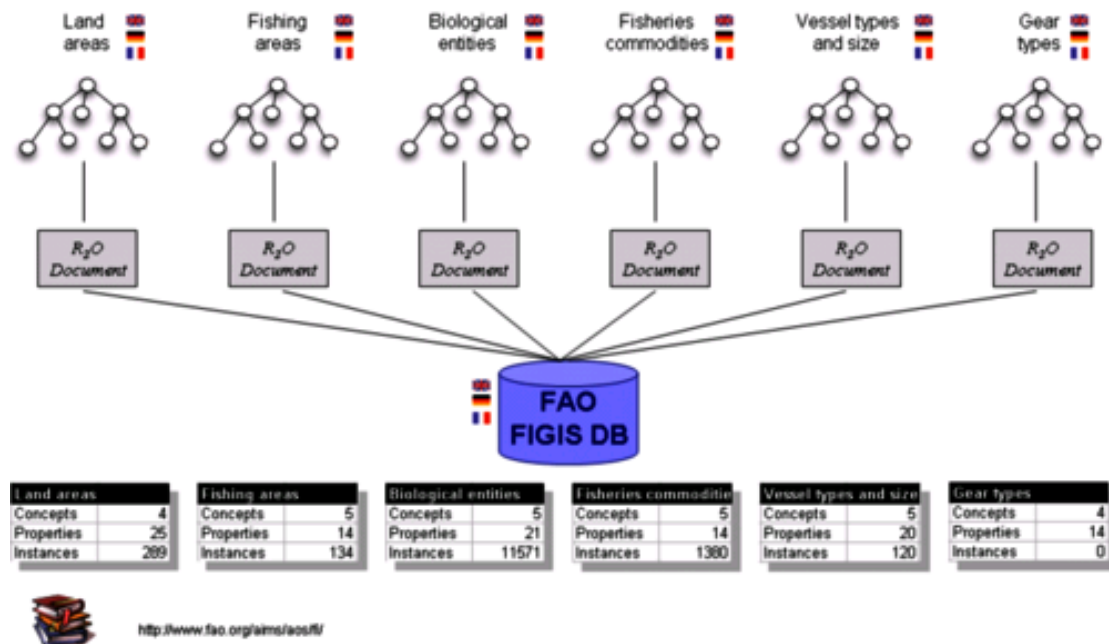 Land areas
Fishing areas
Biological entities
Fisheries commodities
Vessel types and size
Gear types
R₂O Document
R₂O Document
R₂O Document
R₂O Document
R₂O Document
R₂O Document
FAO
FIGIS DB
Land areas
Concepts 4
Properties 25
Instances 289
Fishing areas
Concepts 5
Properties 14
Instances 134
Biological entities
Concepts 5
Properties 21
Instances 11571
Fisheries commoditie
Concepts 5
Properties 14
Instances 1380
Vessel types and size
Concepts 5
Properties 20
Instances 120
Gear types
Concepts 4
Properties 14
Instances 0
http://www.fao.org/aims/aos/fi/